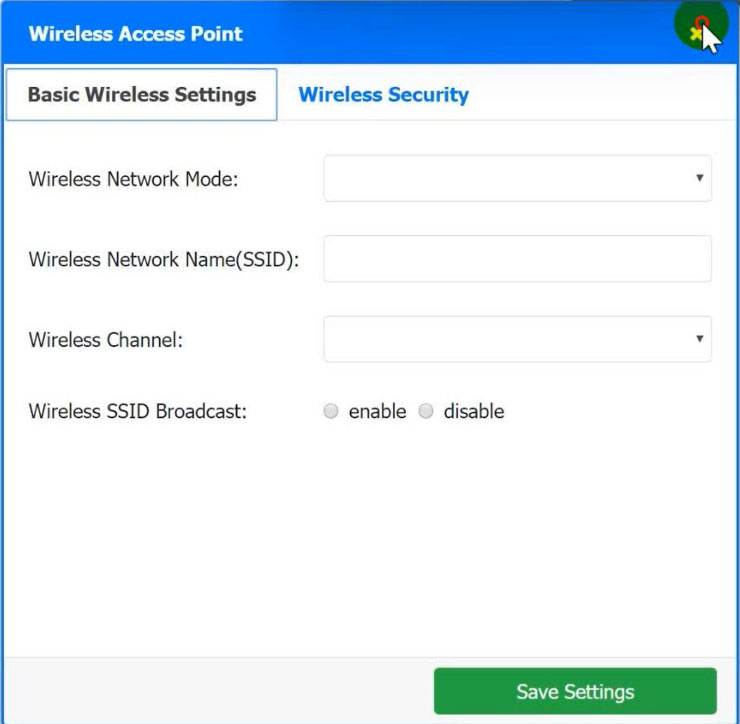 Wireless Access Point
Basic Wireless Settings Wireless Security
Wireless Network Mode:
Wireless Network Name(SSID):
Wireless Channel:
Wireless SSID Broadcast: enable disable
Save Settings